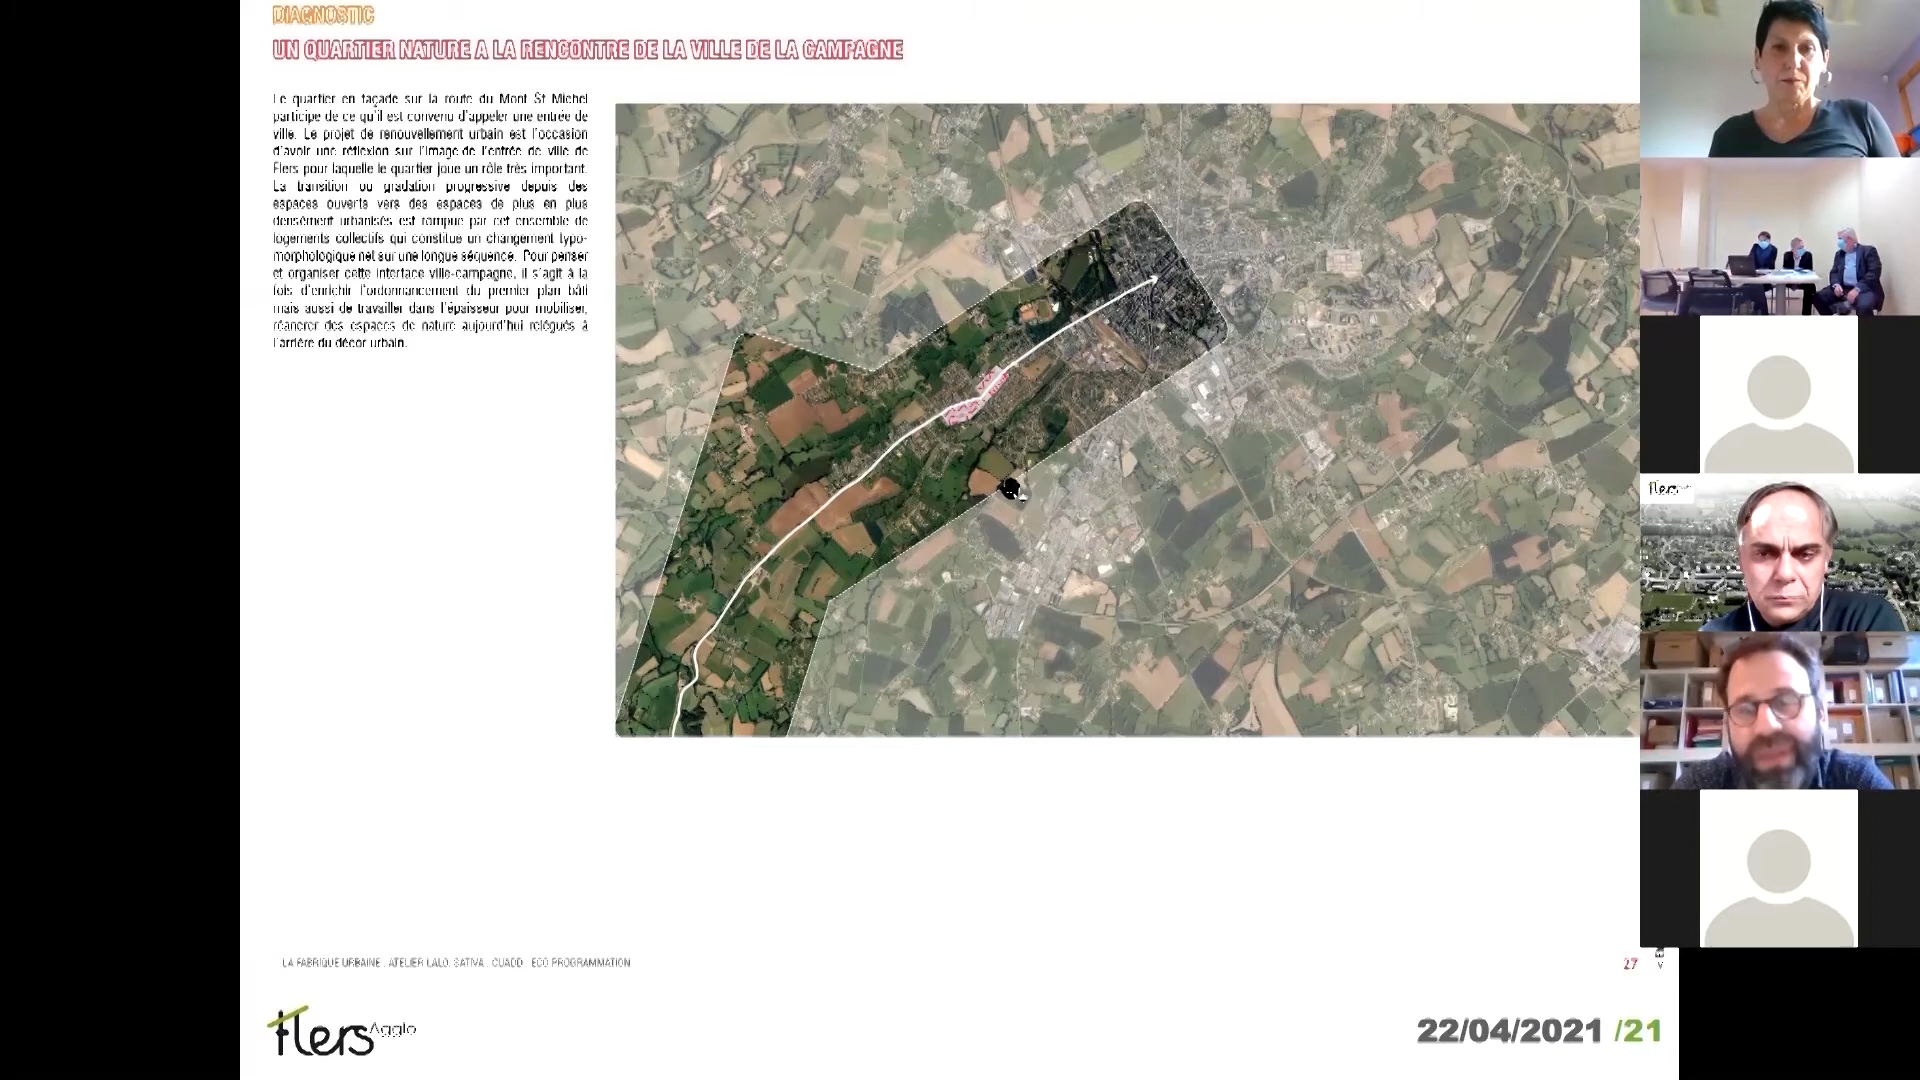 DIAGNOSTIC
UN QUARTIER NATURE A LA RENCONTRE DE LA VILLE DE LA CAMPAGNE
Le quartier en façade sur la route du Mont St Michel
participe de ce qu'il est convenu d'appeler une entrée de
ville. Le projet de renouvellement urbain est l'occasion
d'avoir une réflexion sur l'image de l'entrée de ville de
Flers pour laquelle le quartier joue un rôle très important.
La transition ou gradation progressive depuis des
espaces ouverts vers des espaces de plus en plus
densément urbanisés est rompue par cet ensemble de
logements collectifs qui constitue un changement typo-
morphologique net sur une longue séquence. Pour penser
et organiser cette interface ville-campagne, il s'agit à la
fois d'enrichir l'ordonnancement du premier plan bâti
mais aussi de travailler dans l'épaisseur pour mobiliser,
réancrer des espaces de nature aujourd'hui relégués à
l'arrière du décor urbain.
flers
LA FABRIQUE URBAINE . ATELIER LALO. SATIVA . CUADD . ECO PROGRAMMATION
27
flers Agglo
22/04/2021 /21